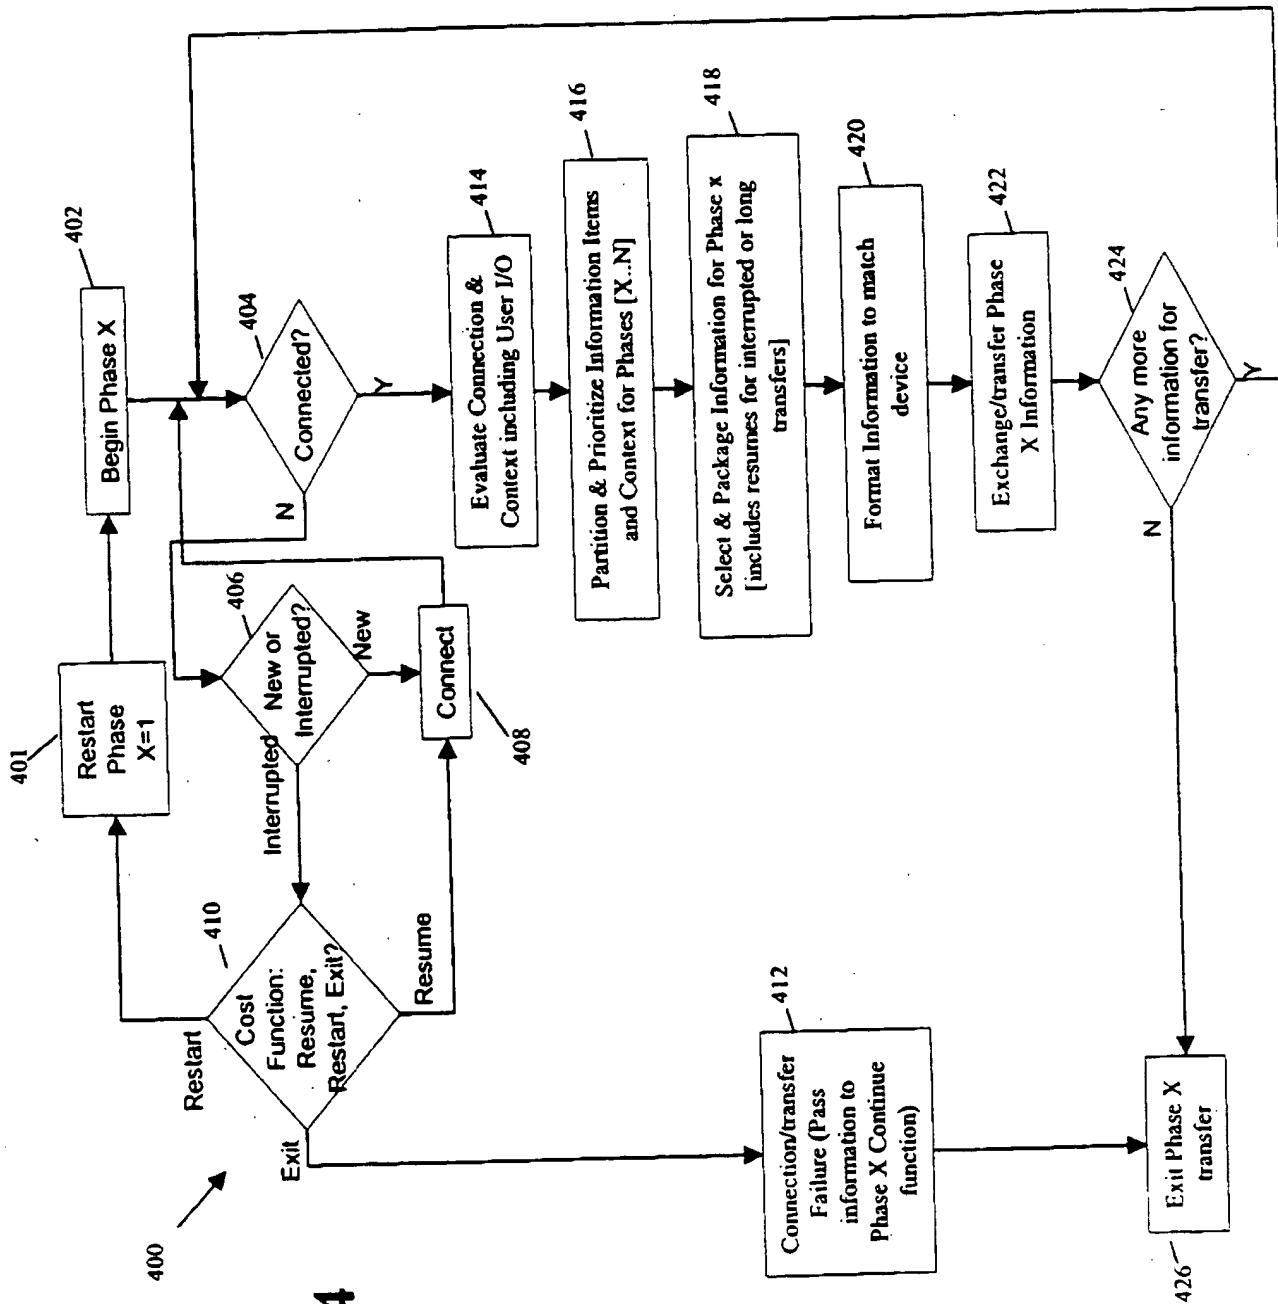 401
Restart
Phase
X=1
402
Begin Phase X
404
Connected?
N
Y
406
New or
Interrupted?
Interrupted
New
Connect
408
410
Cost
Function:
Resume,
Restart, Exit?
Restart
Resume
Exit
400
412
Connection/transfer
Failure (Pass
information to
Phase X Continue
function)
414
Evaluate Connection &
Context including User I/O
416
Partition & Prioritize Information Items
and Context for Phases [X..N]
418
Select & Package Information for Phase x
[includes resumes for interrupted or long
transfers]
420
Format Information to match
device
422
Exchange/transfer Phase
X Information
424
Any more
information for
transfer?
N
Y
Exit Phase X
transfer
426
4